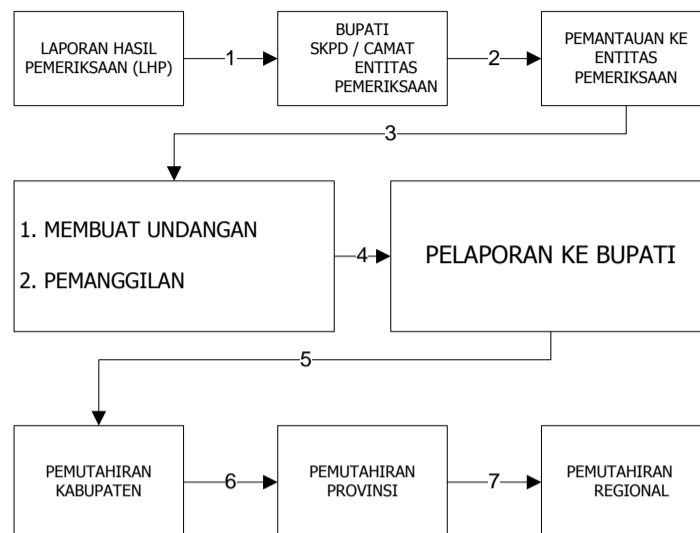 LAPORAN HASIL
PEMERIKSAAN (LHP)
1
BUPATI
SKPD / CAMAT
ENTITAS
PEMERIKSAAN
2
PEMANTAUAN KE
ENTITAS
PEMERIKSAAN
3
1. MEMBUAT UNDANGAN
2. PEMANGGILAN
4
PELAPORAN KE BUPATI
5
PEMUTAHIRAN
KABUPATEN
6
PEMUTAHIRAN
PROVINSI
7
PEMUTAHIRAN
REGIONAL